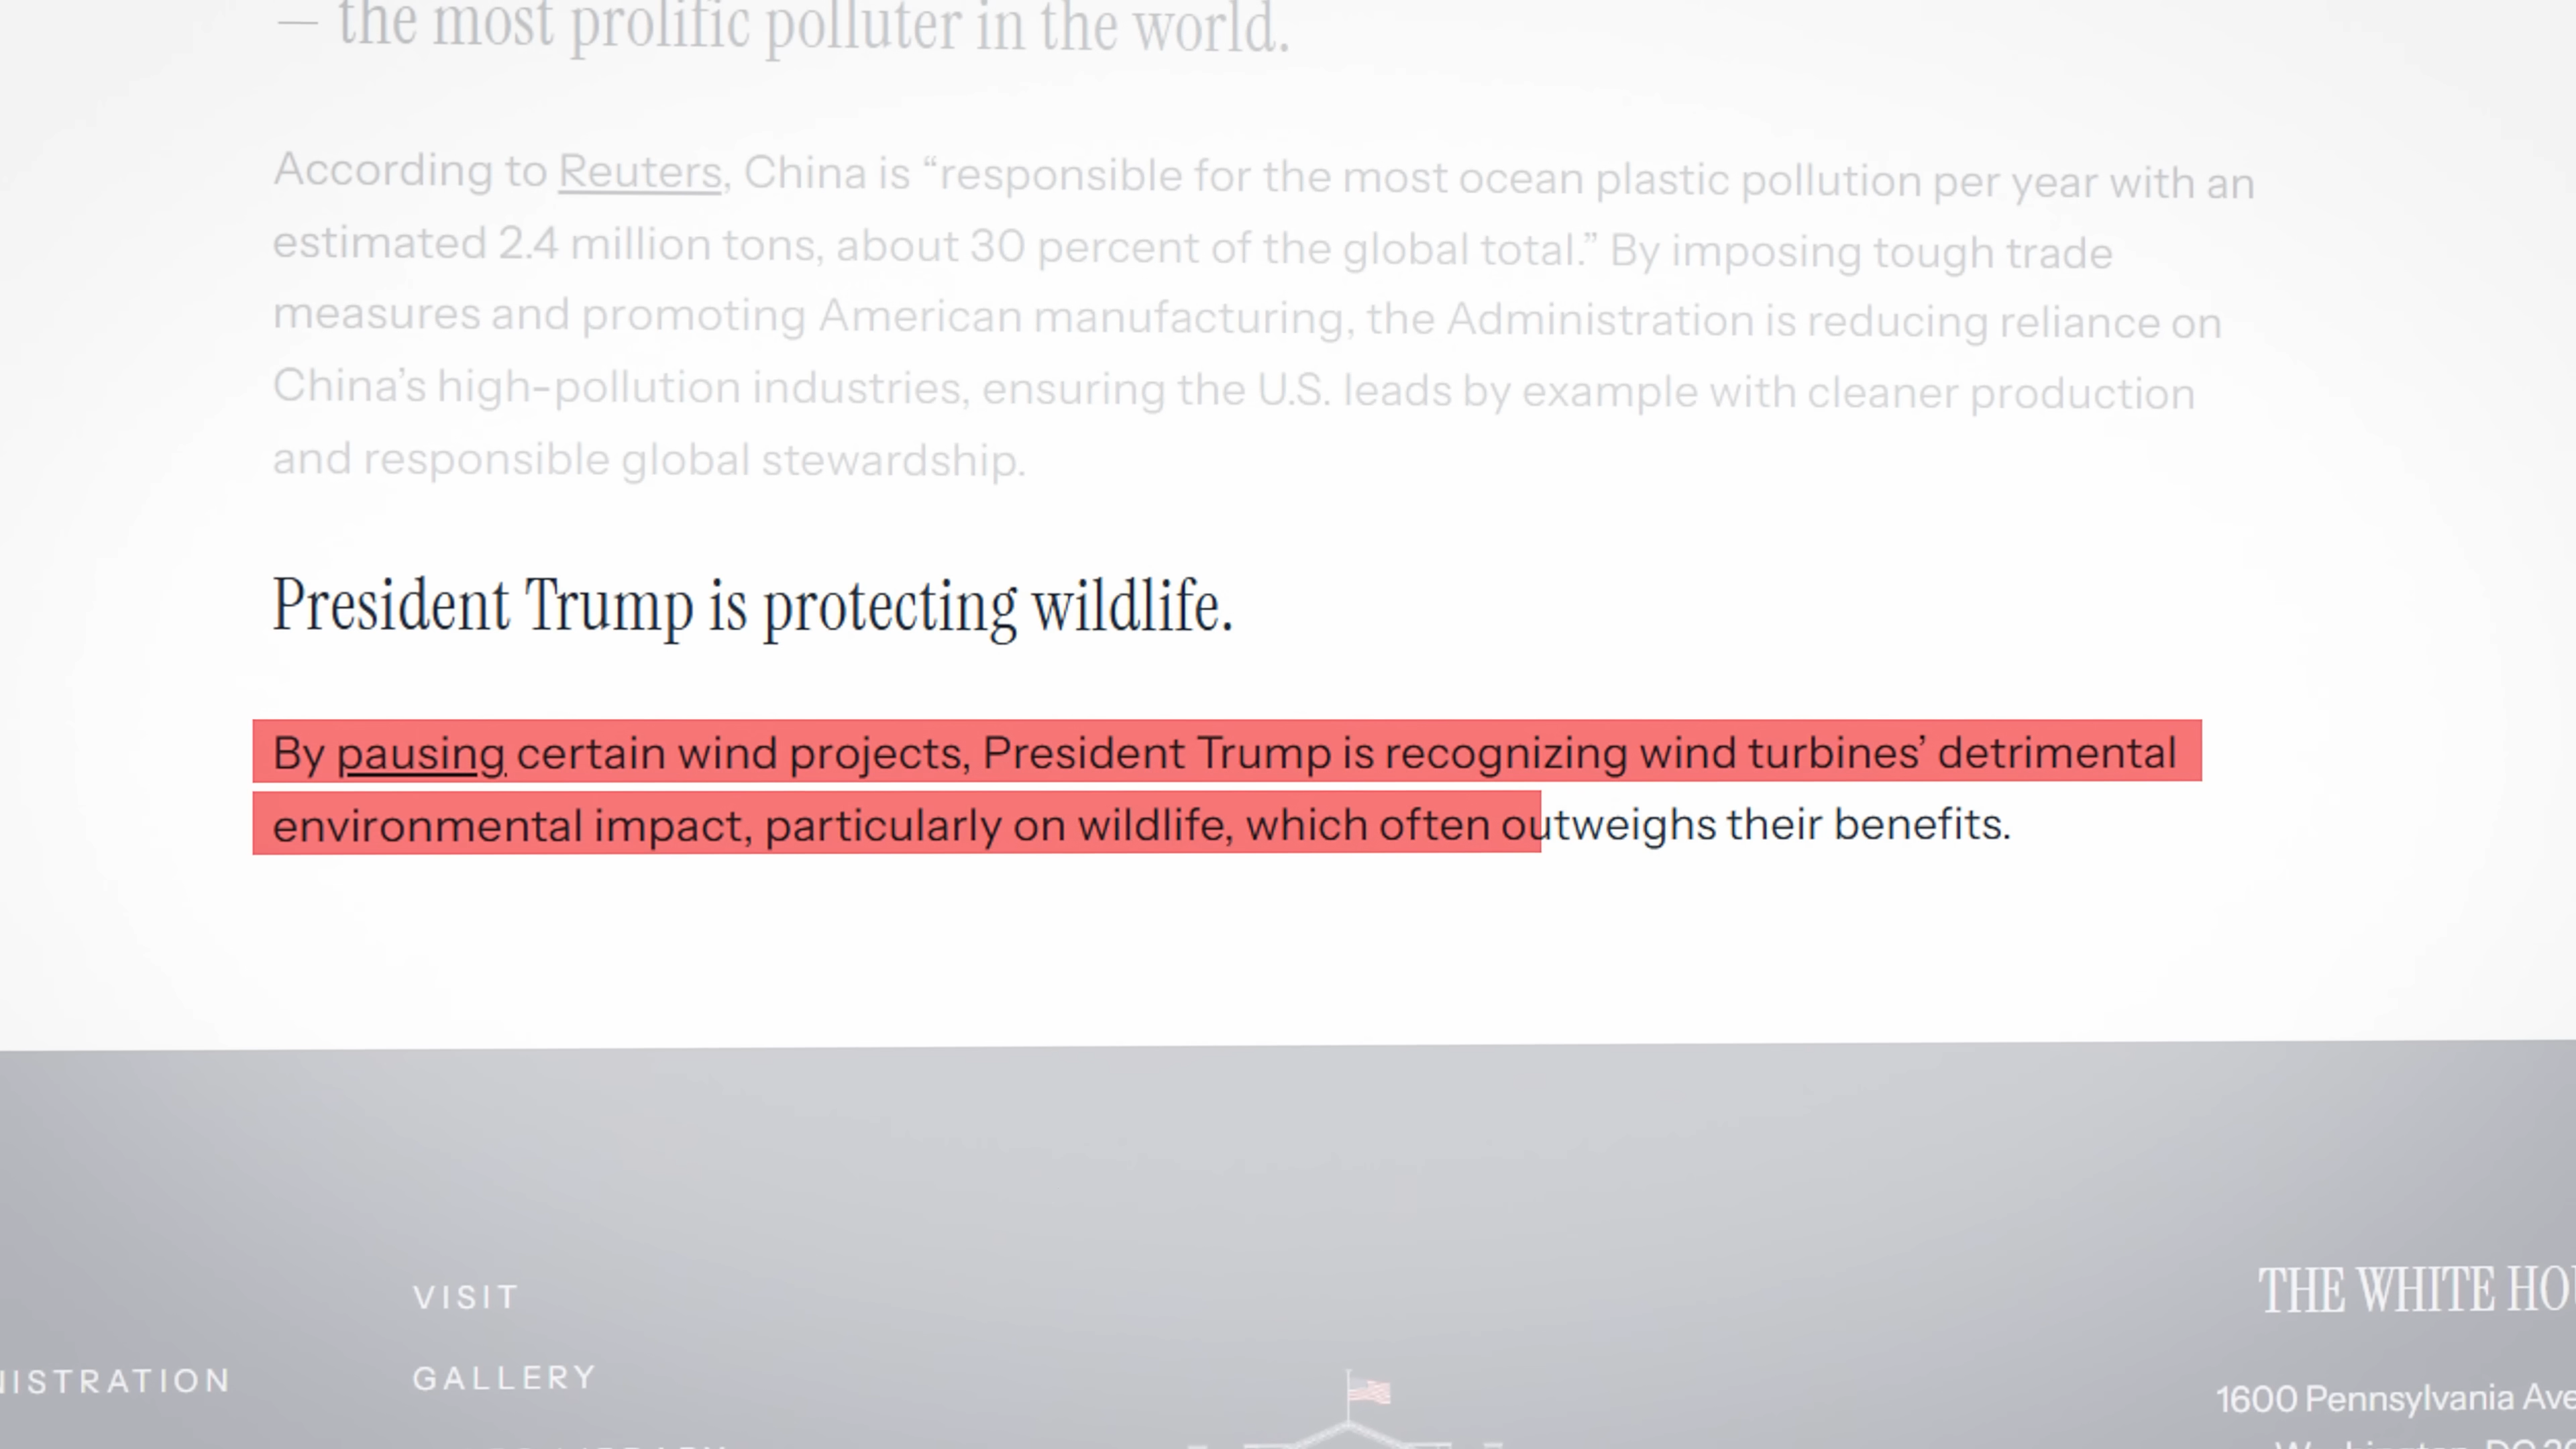 — the most prolific polluter in the world.
According to Reuters, China is “responsible for the most ocean plastic pollution per year with an
estimated 2.4 million tons, about 30 percent of the global total.” By imposing tough trade
measures and promoting American manufacturing, the Administration is reducing reliance on
China’s high-pollution industries, ensuring the U.S. leads by example with cleaner production
and responsible global stewardship.
President Trump is protecting wildlife.
By pausing certain wind projects, President Trump is recognizing wind turbines’ detrimental
environmental impact, particularly on wildlife, which often outweighs their benefits.
VISIT
GALLERY
NISTRATION
THE WHITE HOU
1600 Pennsylvania Ave